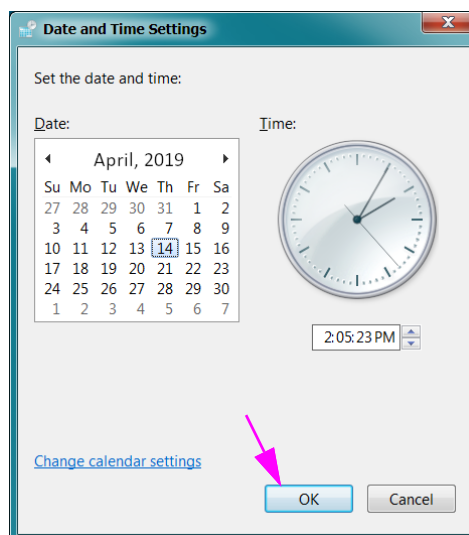 Date and Time Settings
Set the date and time:
Date: Time:
April, 2019
Su Mo Tu We Th Fr Sa
27 28 29 30 31 1 2
3 4 5 6 7 8 9
10 11 12 13 14 15 16
17 18 19 20 21 22 23
24 25 26 27 28 29 30
1 2 3 4 5 6 7
2:05:23 PM
Change calendar settings
OK Cancel